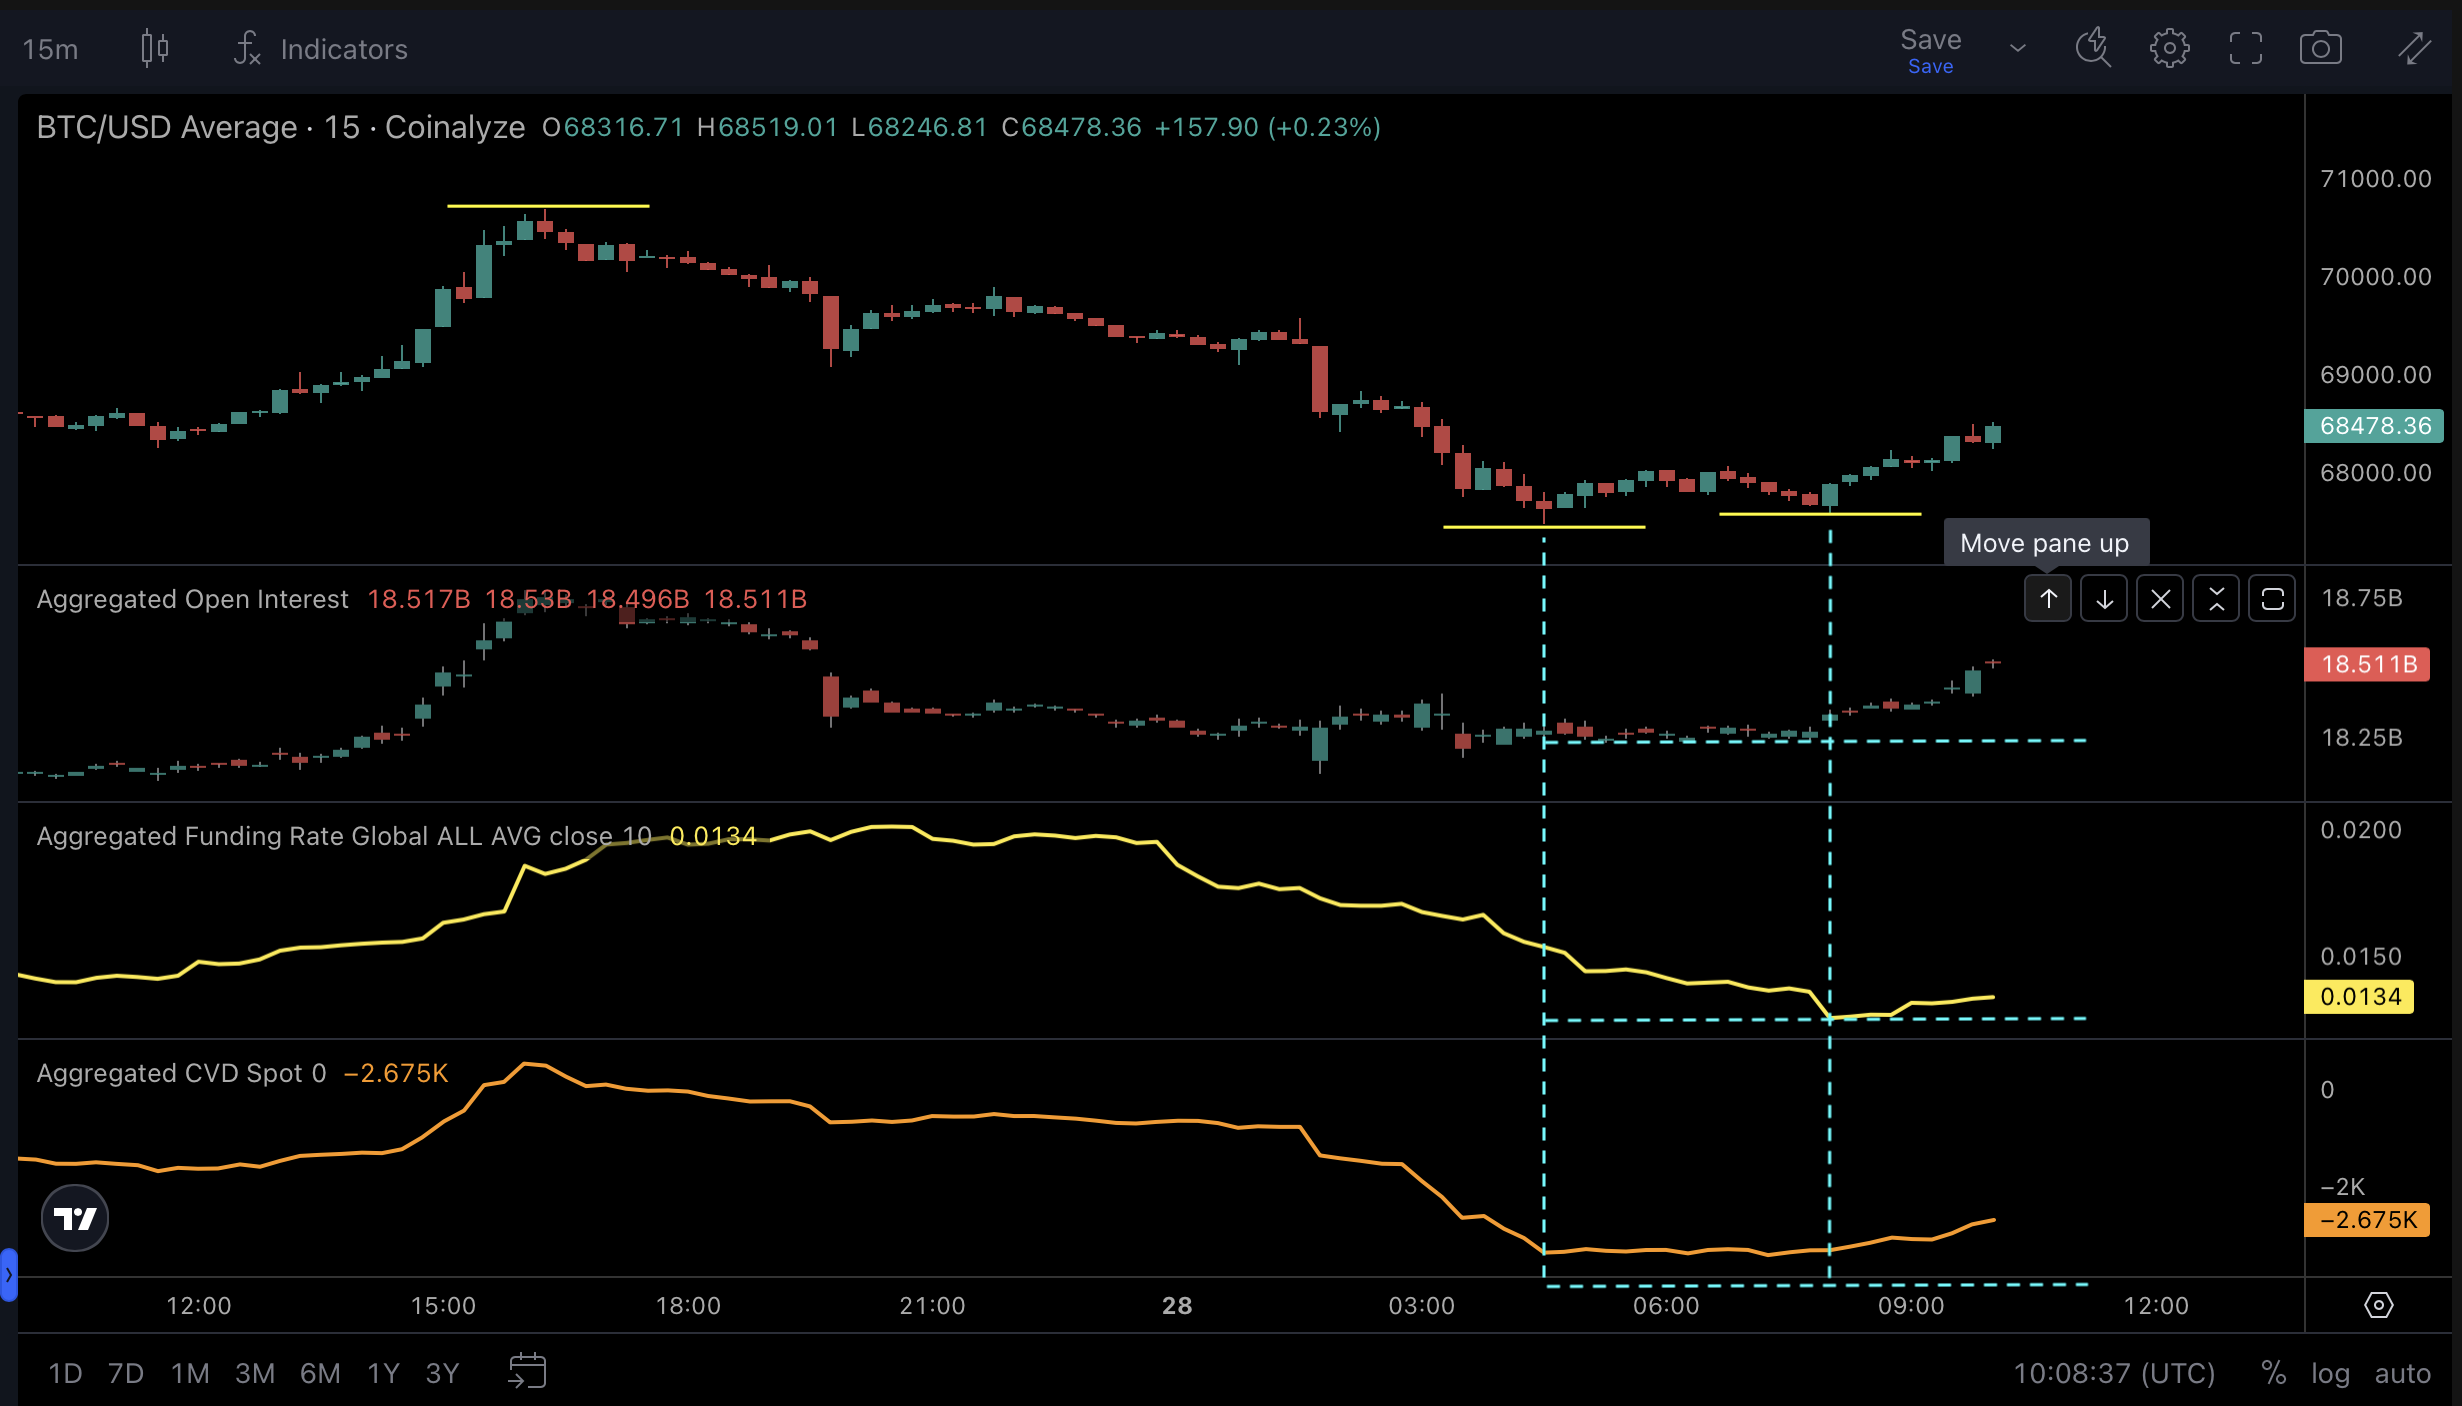 15m Indicators Save
Save
BTC/USD Average · 15 · Coinalyze O68316.71 H68519.01 L68246.81 C68478.36 +157.90 (+0.23%)
71000.00
70000.00
69000.00
68478.36
68000.00
Move pane up
Aggregated Open Interest 18.517B 18.53B 18.496B 18.511B
18.75B
18.511B
18.25B
Aggregated Funding Rate Global ALL AVG close 10 0.0134
0.0200
0.0150
0.0134
Aggregated CVD Spot 0 −2.675K
0
−2K
−2.675K
12:00 15:00 18:00 21:00 28 03:00 06:00 09:00 12:00
1D 7D 1M 3M 6M 1Y 3Y 10:08:37 (UTC) % log auto